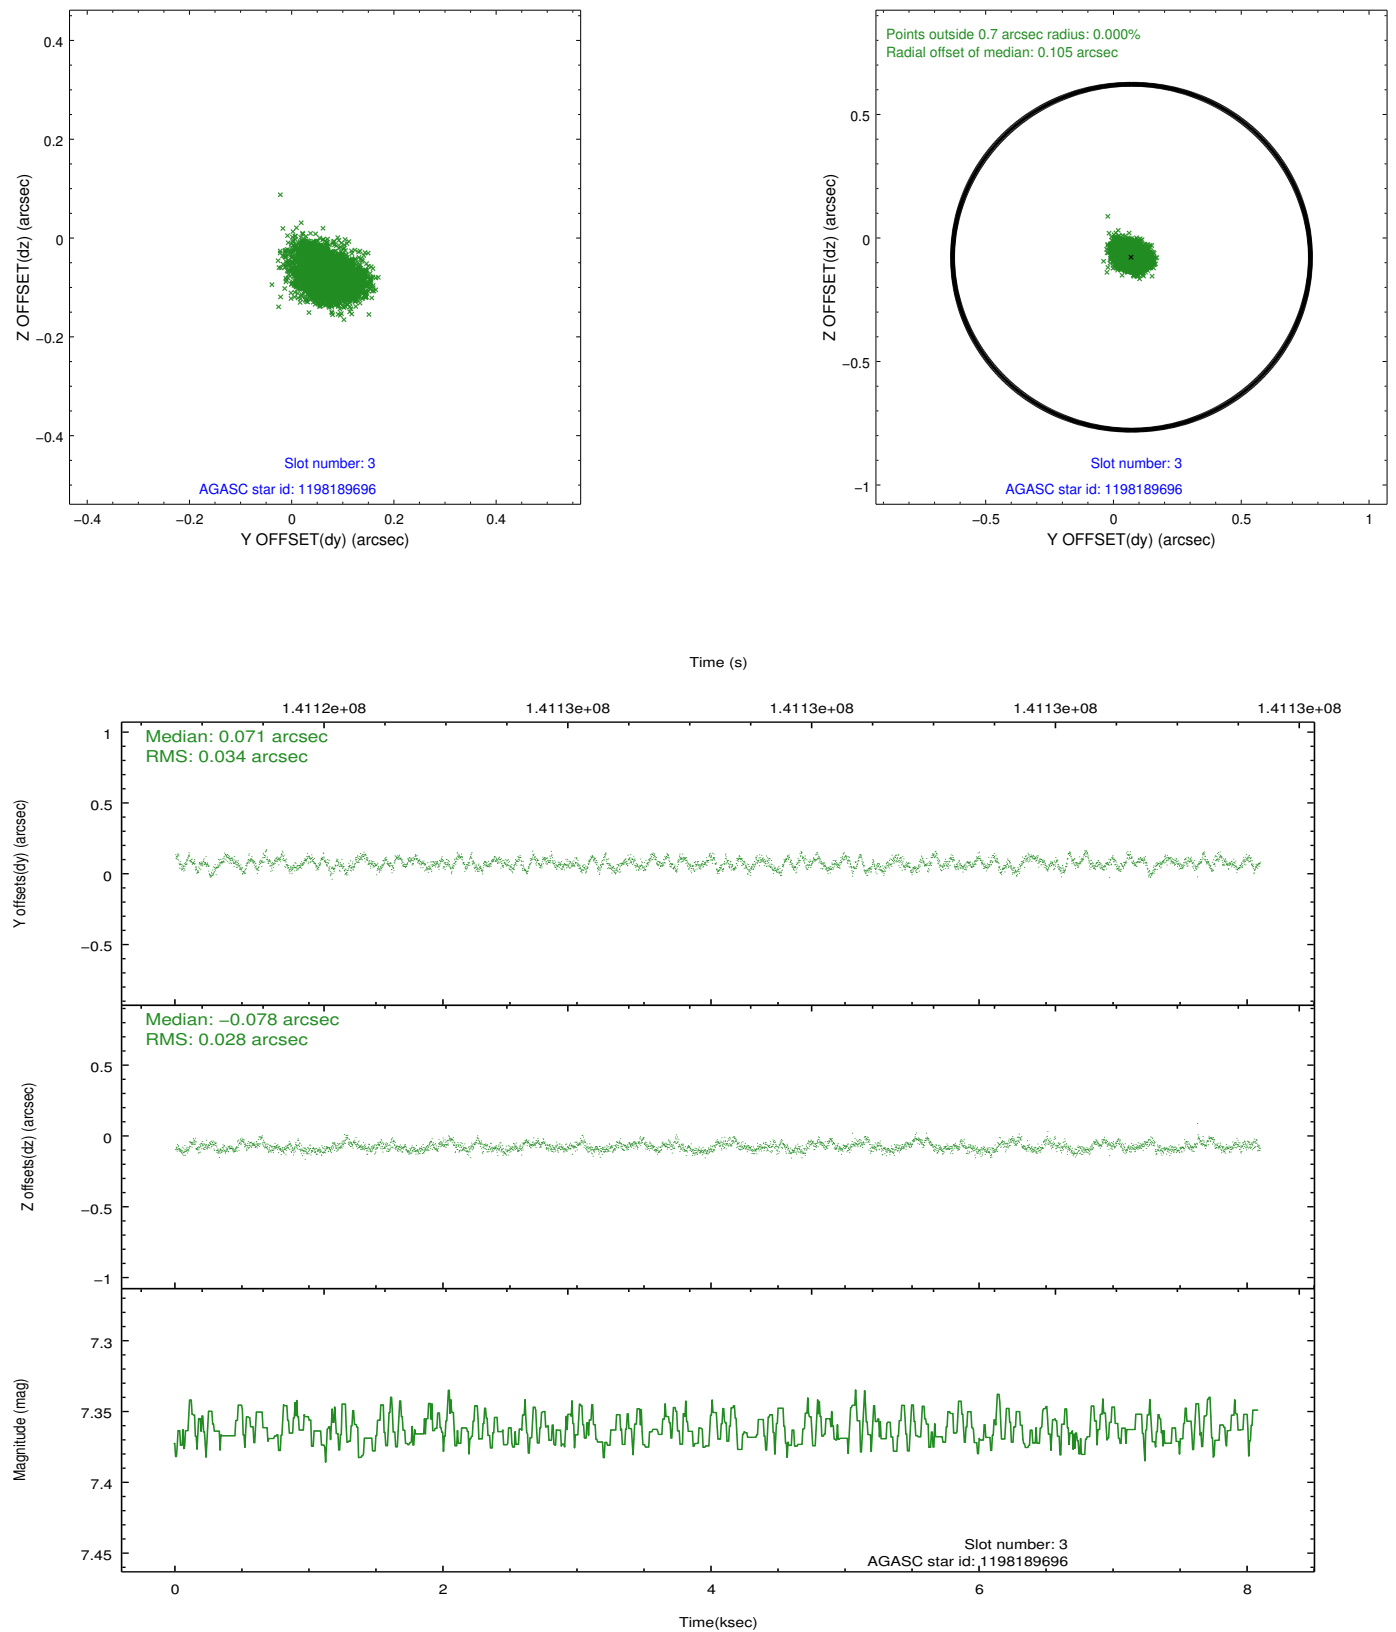 0.4
0.2
0
−0.2
−0.4
Z OFFSET(dz) (arcsec)
Slot number: 3
AGASC star id: 1198189696
−0.4
−0.2
0
0.2
0.4
Y OFFSET(dy) (arcsec)
Points outside 0.7 arcsec radius: 0.000%
Radial offset of median: 0.105 arcsec
0.5
0
−0.5
−1
Z OFFSET(dz) (arcsec)
Slot number: 3
AGASC star id: 1198189696
−0.5
0
0.5
1
Y OFFSET(dy) (arcsec)
Time (s)
1.4112e+08
1.4113e+08
1.4113e+08
1.4113e+08
1.4113e+08
Median: 0.071 arcsec
RMS: 0.034 arcsec
1
0.5
0
−0.5
Y offsets(dy) (arcsec)
Median: −0.078 arcsec
RMS: 0.028 arcsec
0.5
0
−0.5
−1
Z offsets(dz) (arcsec)
7.3
7.35
7.4
7.45
Magnitude (mag)
Slot number: 3
AGASC star id: 1198189696
0
2
4
6
8
Time(ksec)